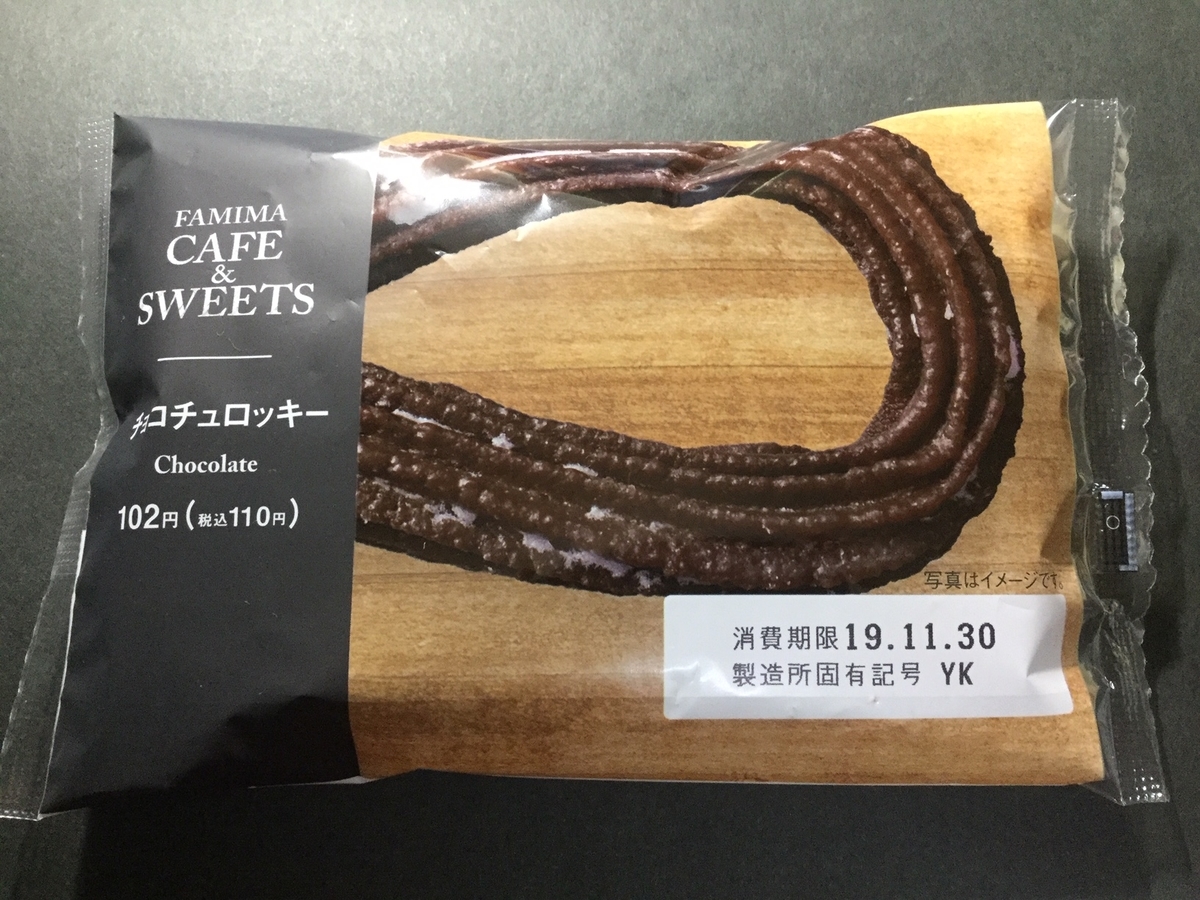 FAMIMA
CAFE
&
SWEETS
チョコチュロッキー
Chocolate
102円(税込110円)
写真はイメージです。
消費期限19.11.30
製造所固有記号 YK